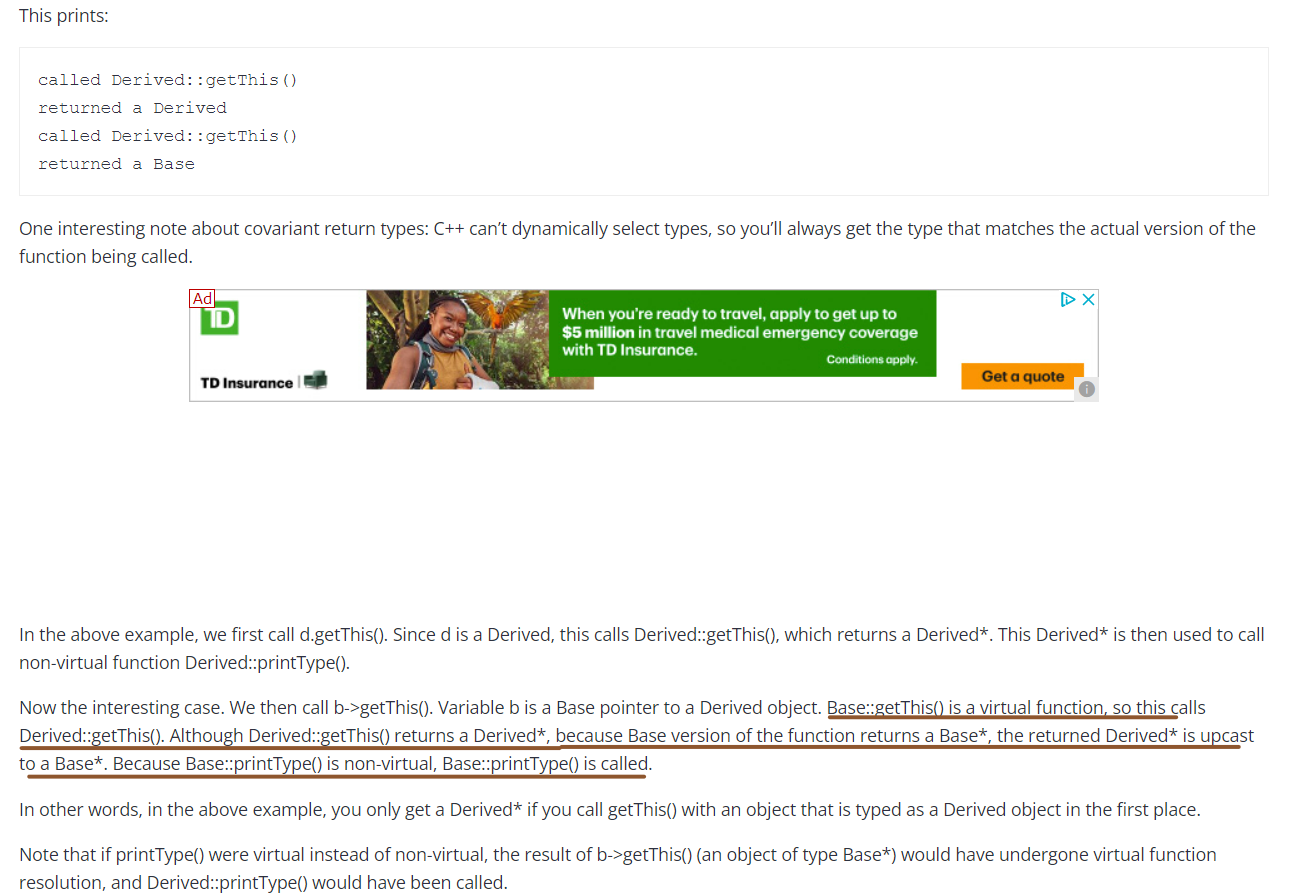 This prints:
called Derived::getThis()
returned a Derived
called Derived::getThis()
returned a Base
One interesting note about covariant return types: C++ can’t dynamically select types, so you’ll always get the type that matches the actual version of the
function being called.
Ad
TD
TD Insurance
When you're ready to travel, apply to get up to
$5 million in travel medical emergency coverage
with TD Insurance.
Conditions apply.
Get a quote
In the above example, we first call d.getThis(). Since d is a Derived, this calls Derived::getThis(), which returns a Derived*. This Derived* is then used to call
non-virtual function Derived::printType().
Now the interesting case. We then call b->getThis(). Variable b is a Base pointer to a Derived object. Base::getThis() is a virtual function, so this calls
Derived::getThis(). Although Derived::getThis() returns a Derived*, because Base version of the function returns a Base*, the returned Derived* is upcast
to a Base*. Because Base::printType() is non-virtual, Base::printType() is called.
In other words, in the above example, you only get a Derived* if you call getThis() with an object that is typed as a Derived object in the first place.
Note that if printType() were virtual instead of non-virtual, the result of b->getThis() (an object of type Base*) would have undergone virtual function
resolution, and Derived::printType() would have been called.